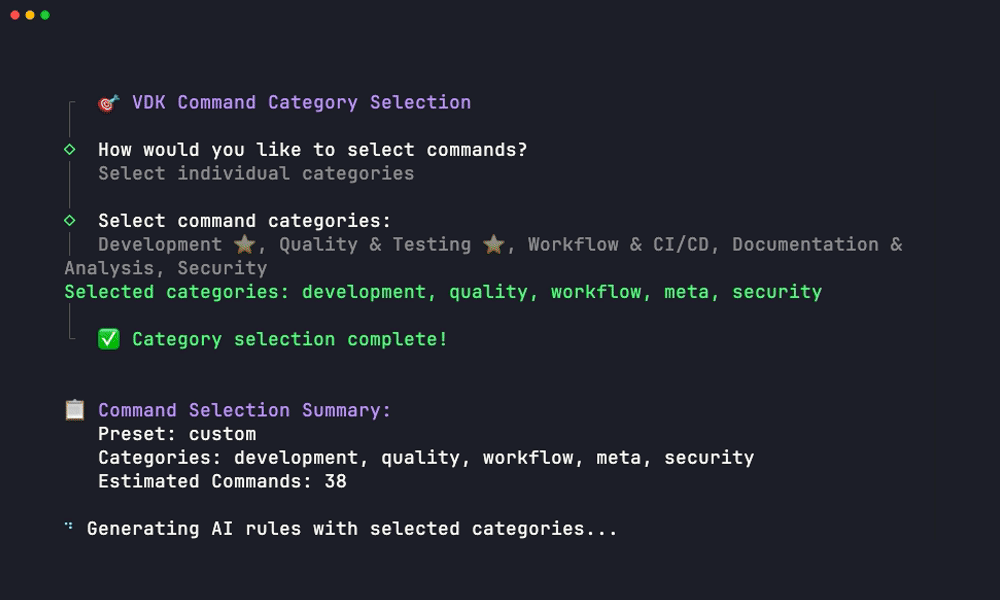 🎯 VDK Command Category Selection
How would you like to select commands?
Select individual categories
Select command categories:
Development ⭐, Quality & Testing ⭐, Workflow & CI/CD, Documentation &
Analysis, Security
Selected categories: development, quality, workflow, meta, security
✅ Category selection complete!
📋 Command Selection Summary:
Preset: custom
Categories: development, quality, workflow, meta, security
Estimated Commands: 38
Generating AI rules with selected categories...